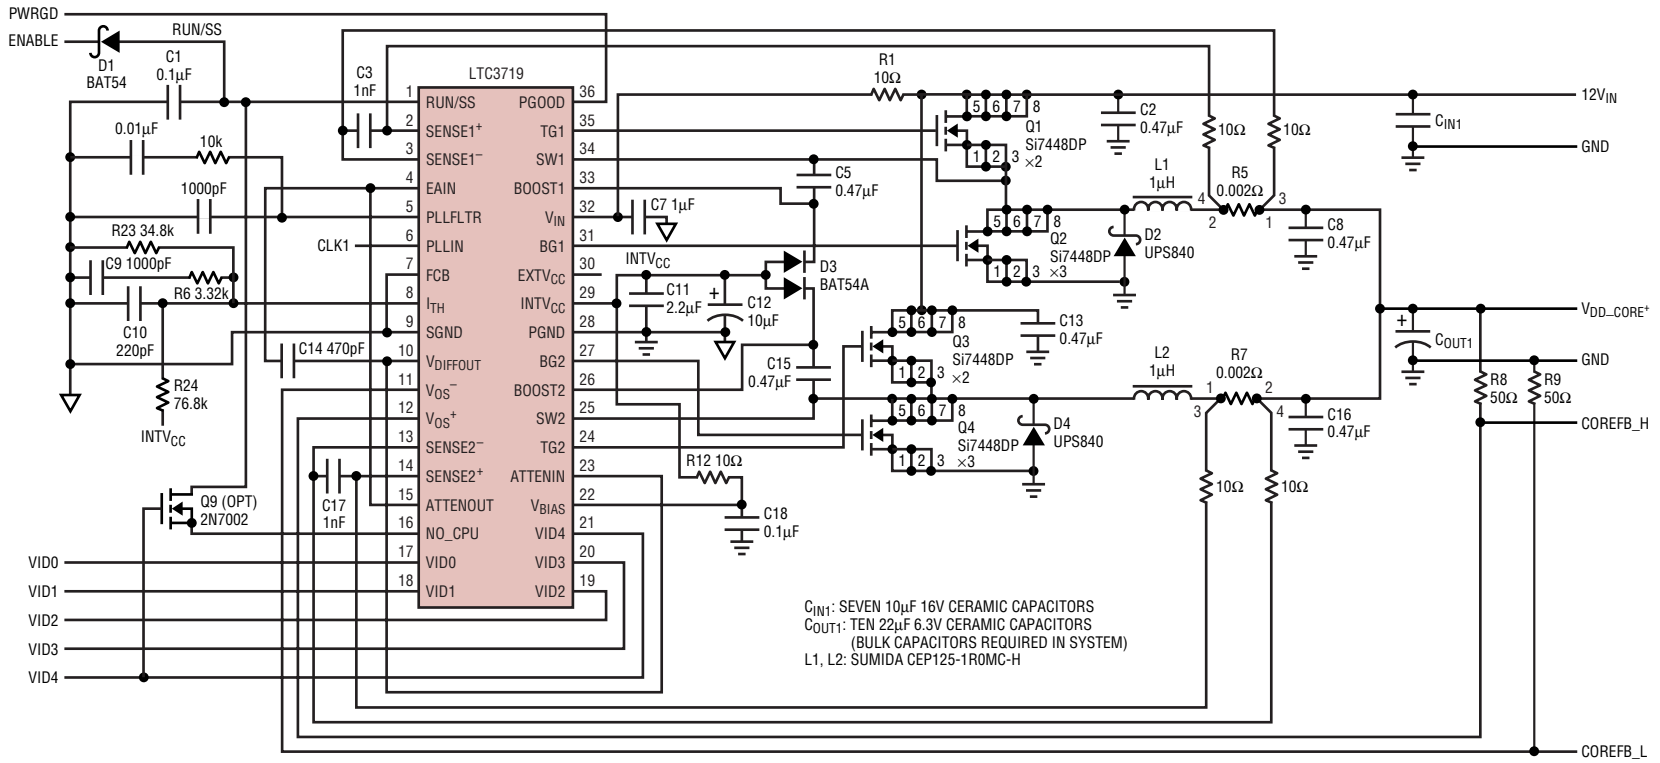 PWRGD
ENABLE
RUN/SS
D1
BAT54
C1
0.1µF
0.01µF
10k
1000pF
R23 34.8k
C9 1000pF
R6 3.32k
C10
220pF
R24
76.8k
INTVCC
CLK1
C14 470pF
C3
1nF
C17
1nF
Q9 (OPT)
2N7002
VID0
VID1
VID2
VID3
VID4
LTC3719
1 RUN/SS
2 SENSE1+
3 SENSE1–
4 EAIN
5 PLLFLTR
6 PLLIN
7 FCB
8 ITH
9 SGND
10 VDIFFOUT
11 VOS–
12 VOS+
13 SENSE2–
14 SENSE2+
15 ATTENOUT
16 NO_CPU
17 VID0
18 VID1
PGOOD 36
TG1 35
SW1 34
BOOST1 33
VIN 32
BG1 31
EXTVCC 30
INTVCC 29
PGND 28
BG2 27
BOOST2 26
SW2 25
TG2 24
ATTENIN 23
VBIAS 22
VID4 21
VID3 20
VID2 19
R1
10Ω
C7 1µF
INTVCC
C11
2.2µF
+
C12
10µF
D3
BAT54A
C5
0.47µF
C15
0.47µF
R12 10Ω
C18
0.1µF
5 6 7 8
Q1
Si7448DP
×2
1 2 3
C2
0.47µF
5 6 7 8
Q2
Si7448DP
×3
1 2 3
D2
UPS840
L1
1µH
R5
0.002Ω
4 3
2 1
10Ω
10Ω
C8
0.47µF
5 6 7 8
Q3
Si7448DP
×2
1 2 3
C13
0.47µF
5 6 7 8
Q4
Si7448DP
×3
1 2 3
D4
UPS840
L2
1µH
R7
0.002Ω
1 2
3 4
10Ω
10Ω
C16
0.47µF
12VIN
CIN1
GND
VDD_CORE+
+
COUT1
GND
R8
50Ω
R9
50Ω
COREFB_H
COREFB_L
CIN1: SEVEN 10µF 16V CERAMIC CAPACITORS
COUT1: TEN 22µF 6.3V CERAMIC CAPACITORS
(BULK CAPACITORS REQUIRED IN SYSTEM)
L1, L2: SUMIDA CEP125-1R0MC-H